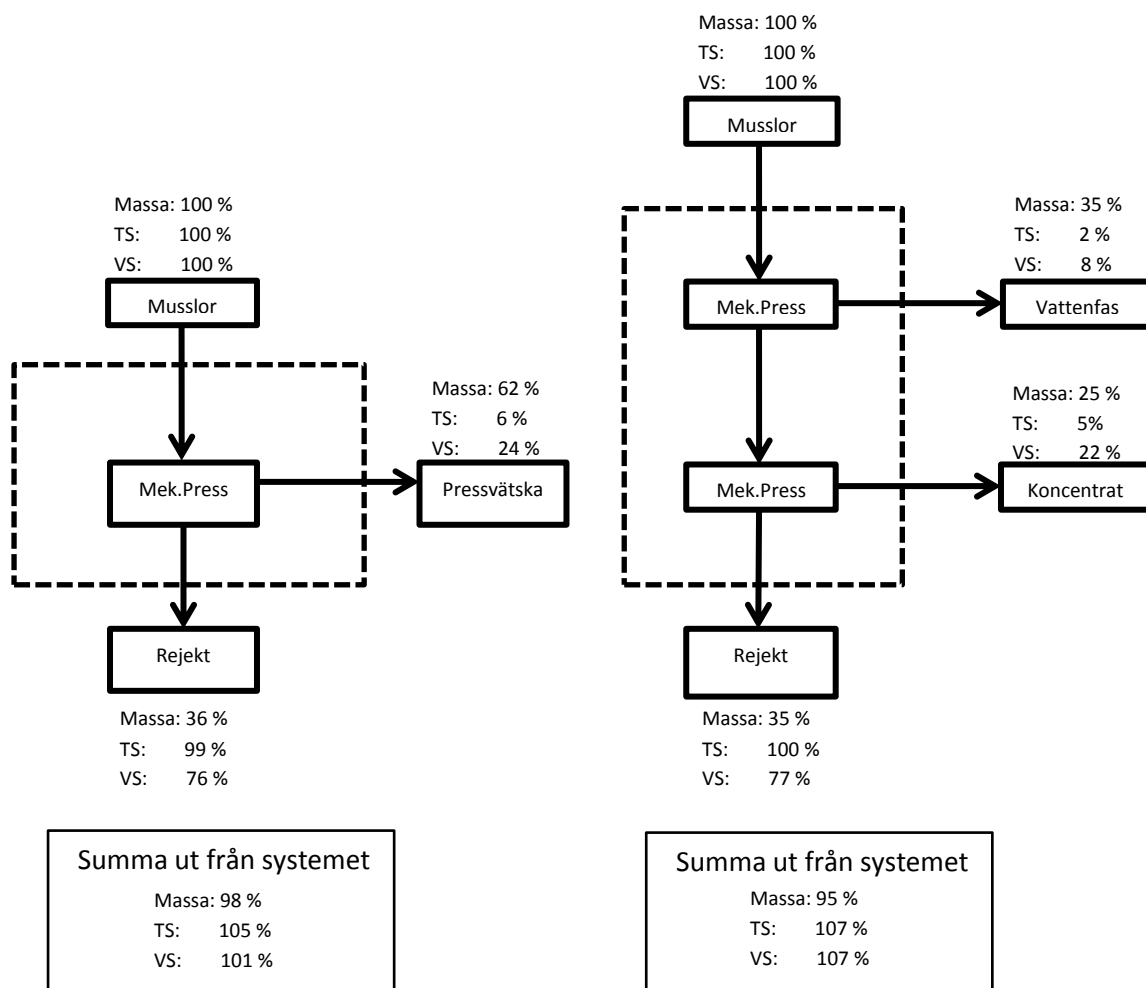 Massa: 100 %
TS: 100 %
VS: 100 %
Musslor
Mek.Press
Massa: 62 %
TS: 6 %
VS: 24 %
Pressvätska
Rejekt
Massa: 36 %
TS: 99 %
VS: 76 %
Summa ut från systemet
Massa: 98 %
TS: 105 %
VS: 101 %
Massa: 100 %
TS: 100 %
VS: 100 %
Musslor
Mek.Press
Massa: 35 %
TS: 2 %
VS: 8 %
Vattenfas
Mek.Press
Massa: 25 %
TS: 5%
VS: 22 %
Koncentrat
Rejekt
Massa: 35 %
TS: 100 %
VS: 77 %
Summa ut från systemet
Massa: 95 %
TS: 107 %
VS: 107 %